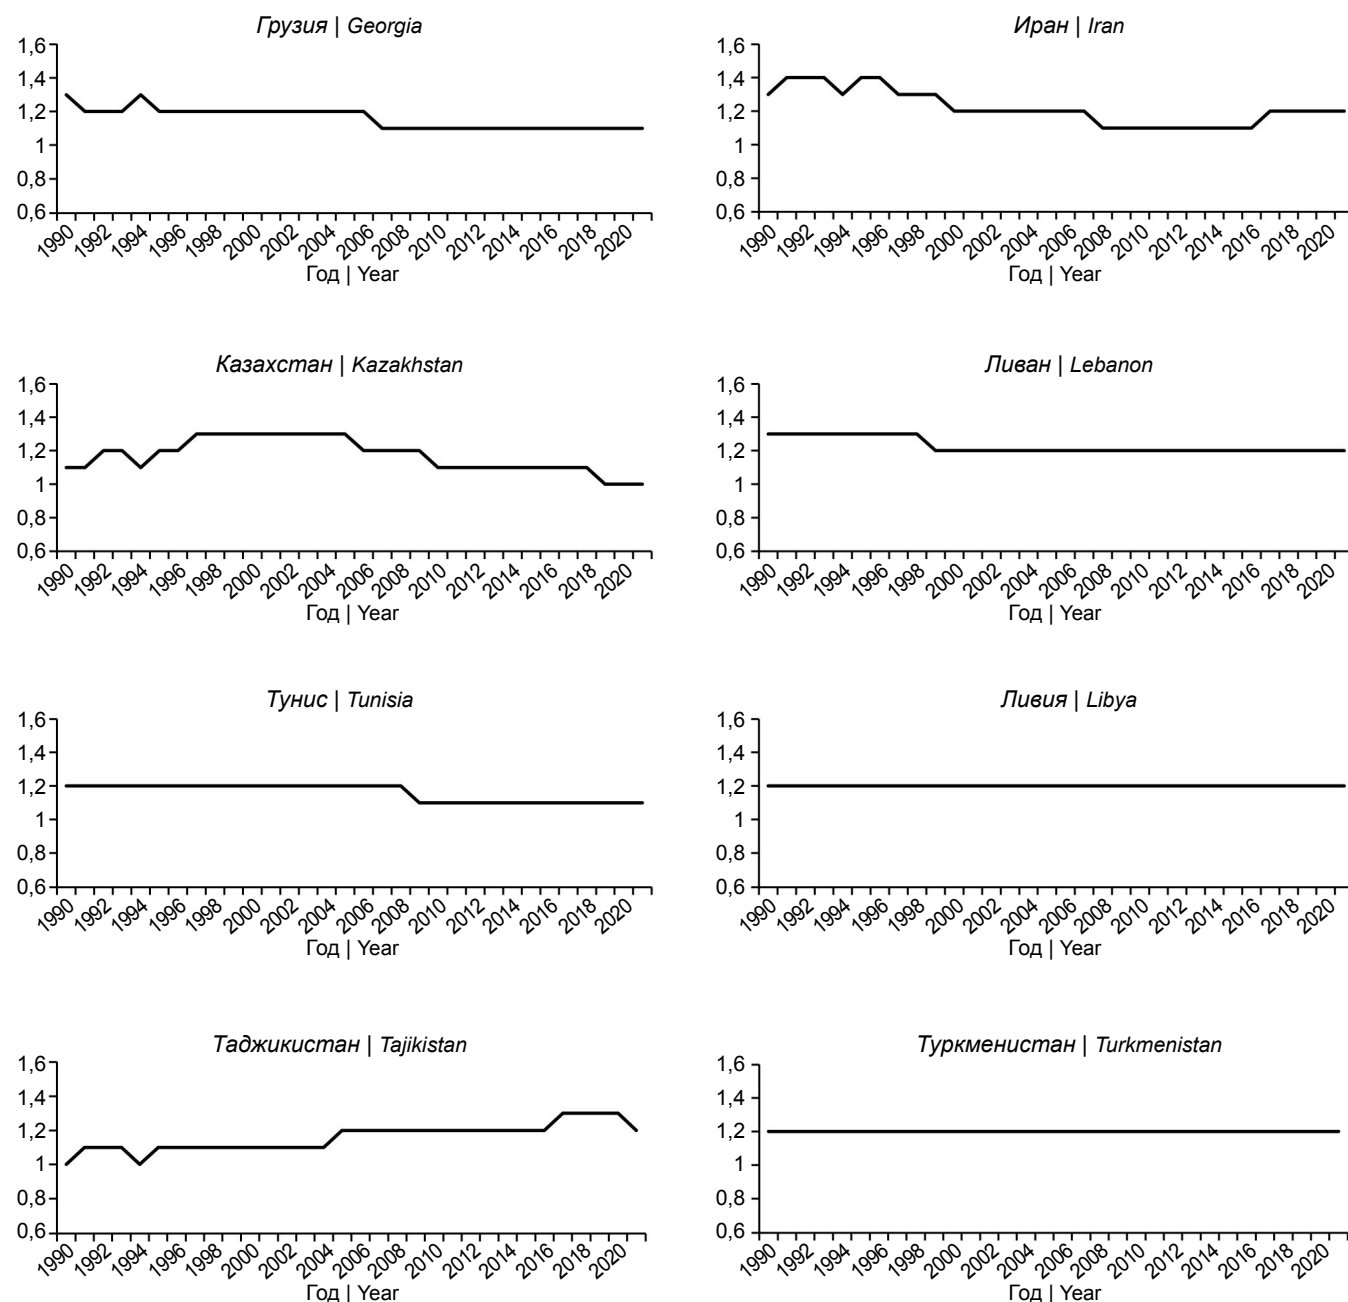 Грузия | Georgia
1,6
1,4
1,2
1
0,8
0,6
1990 1992 1994 1996 1998 2000 2002 2004 2006 2008 2010 2012 2014 2016 2018 2020
Год | Year
Иран | Iran
1,6
1,4
1,2
1
0,8
0,6
1990 1992 1994 1996 1998 2000 2002 2004 2006 2008 2010 2012 2014 2016 2018 2020
Год | Year
Казахстан | Kazakhstan
1,6
1,4
1,2
1
0,8
0,6
1990 1992 1994 1996 1998 2000 2002 2004 2006 2008 2010 2012 2014 2016 2018 2020
Год | Year
Ливан | Lebanon
1,6
1,4
1,2
1
0,8
0,6
1990 1992 1994 1996 1998 2000 2002 2004 2006 2008 2010 2012 2014 2016 2018 2020
Год | Year
Тунис | Tunisia
1,6
1,4
1,2
1
0,8
0,6
1990 1992 1994 1996 1998 2000 2002 2004 2006 2008 2010 2012 2014 2016 2018 2020
Год | Year
Ливия | Libya
1,6
1,4
1,2
1
0,8
0,6
1990 1992 1994 1996 1998 2000 2002 2004 2006 2008 2010 2012 2014 2016 2018 2020
Год | Year
Таджикистан | Tajikistan
1,6
1,4
1,2
1
0,8
0,6
1990 1992 1994 1996 1998 2000 2002 2004 2006 2008 2010 2012 2014 2016 2018 2020
Год | Year
Туркменистан | Turkmenistan
1,6
1,4
1,2
1
0,8
0,6
1990 1992 1994 1996 1998 2000 2002 2004 2006 2008 2010 2012 2014 2016 2018 2020
Год | Year